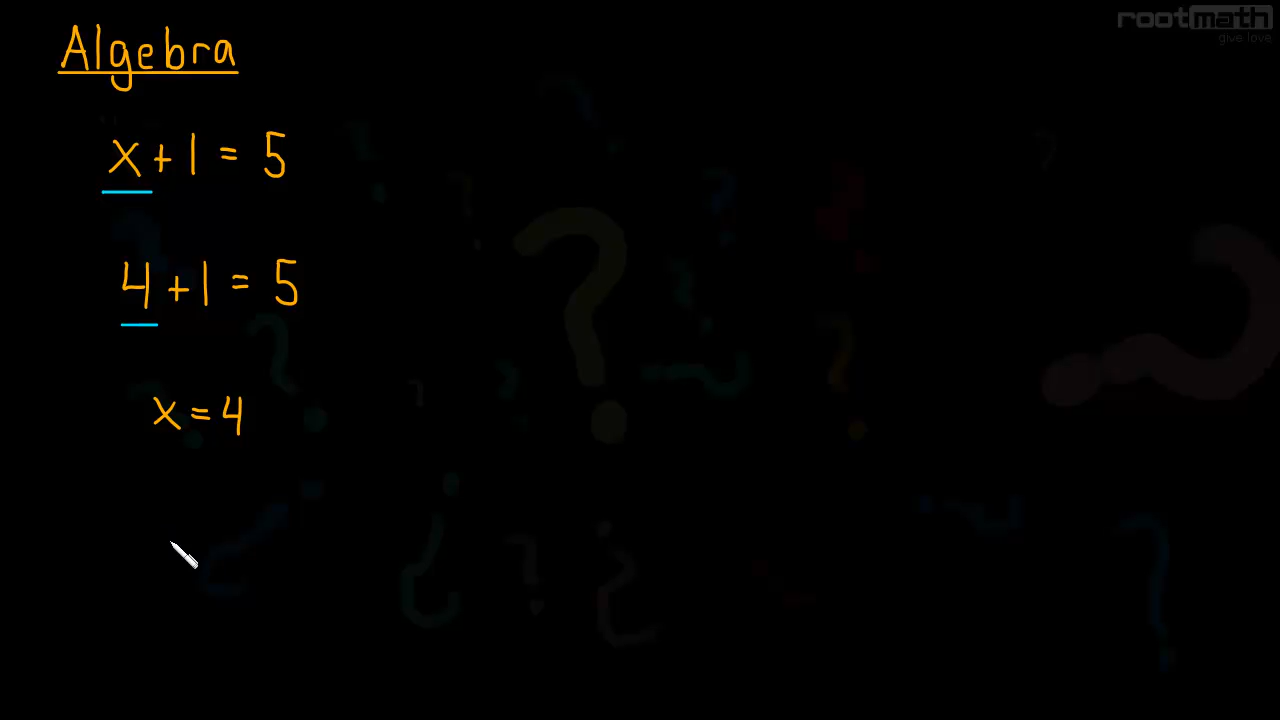 rootmath
give love
Algebra
x + 1 = 5
4 + 1 = 5
x = 4